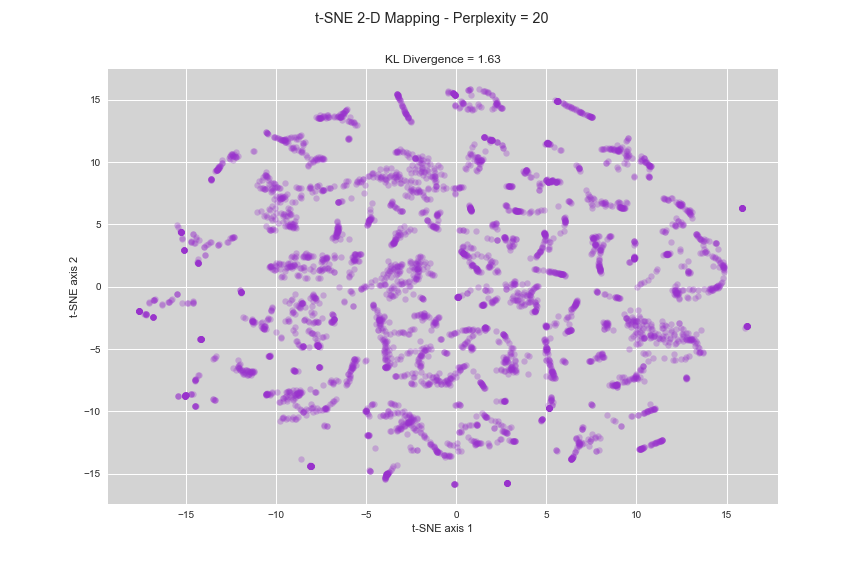 t-SNE 2-D Mapping - Perplexity = 20
KL Divergence = 1.63
15
10
5
0
−5
−10
−15
t-SNE axis 2
−15 −10 −5 0 5 10 15
t-SNE axis 1